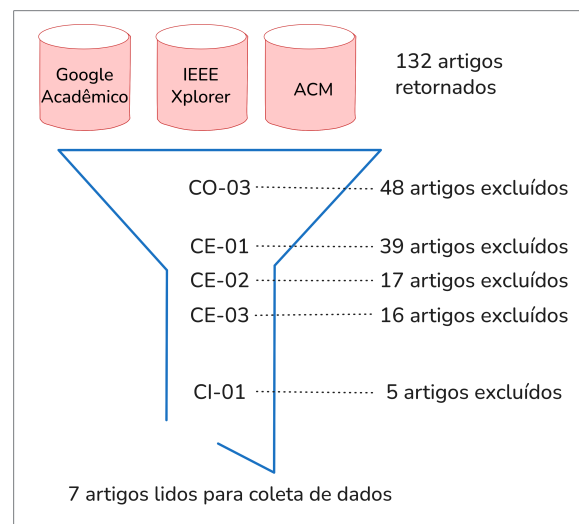 Google
Acadêmico
IEEE
Xplorer
ACM
132 artigos
retornados
CO-03 48 artigos excluídos
CE-01 39 artigos excluídos
CE-02 17 artigos excluídos
CE-03 16 artigos excluídos
CI-01 5 artigos excluídos
7 artigos lidos para coleta de dados